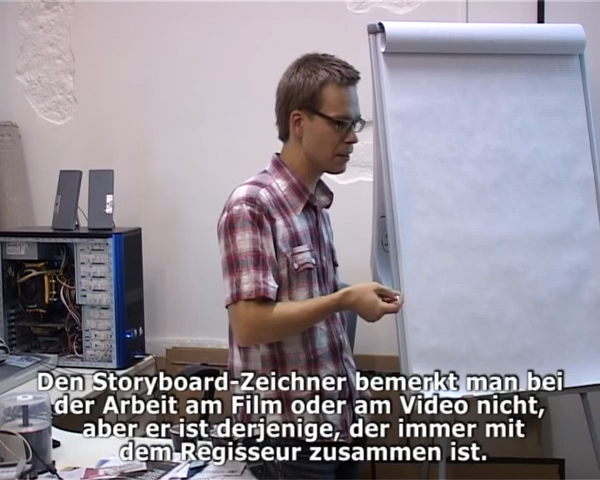 Den Storyboard-Zeichner bemerkt man bei
der Arbeit am Film oder am Video nicht,
aber er ist derjenige, der immer mit
dem Regisseur zusammen ist.